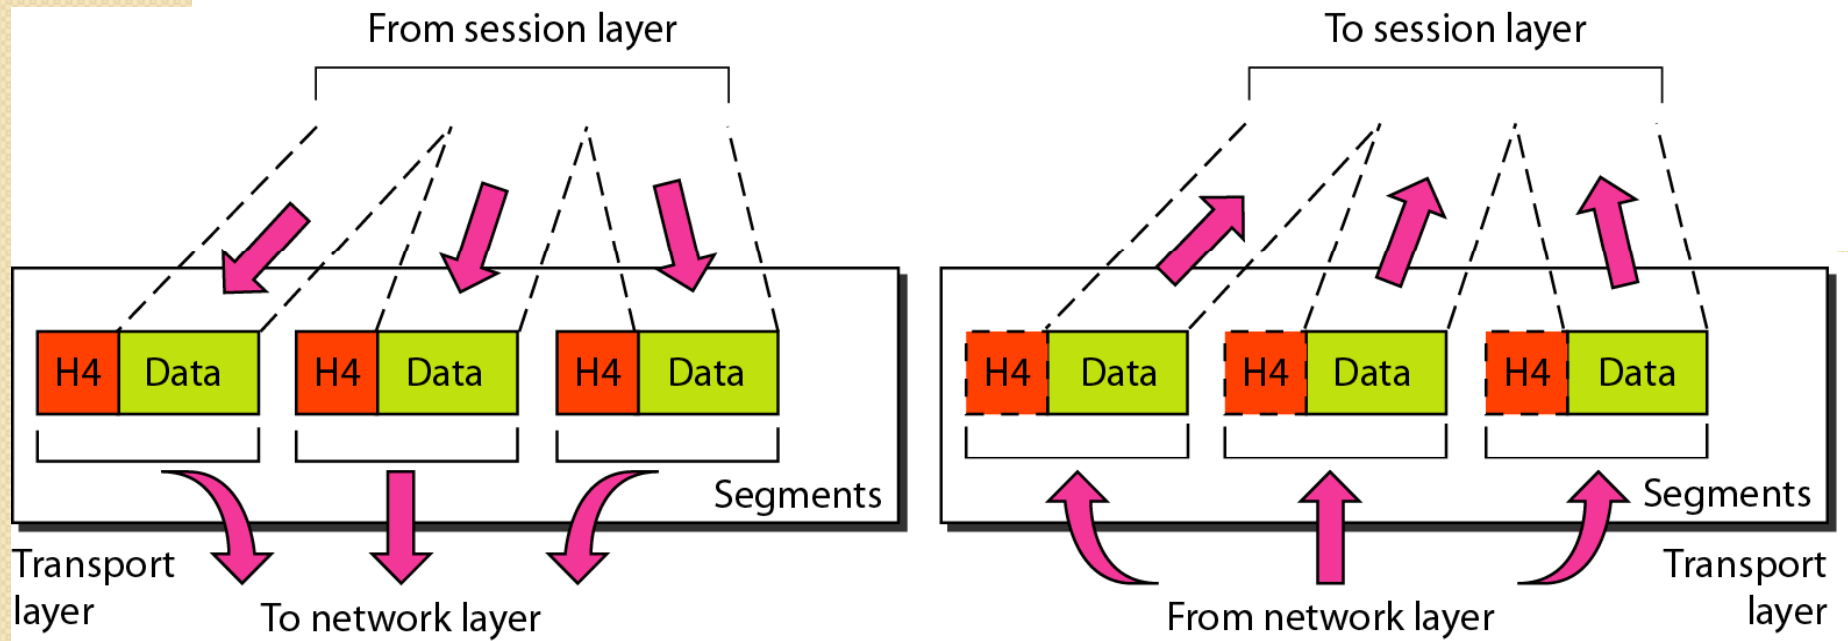 From session layer
H4 Data H4 Data H4 Data
Segments
Transport
layer
To network layer
To session layer
H4 Data H4 Data H4 Data
Segments
Transport
layer
From network layer